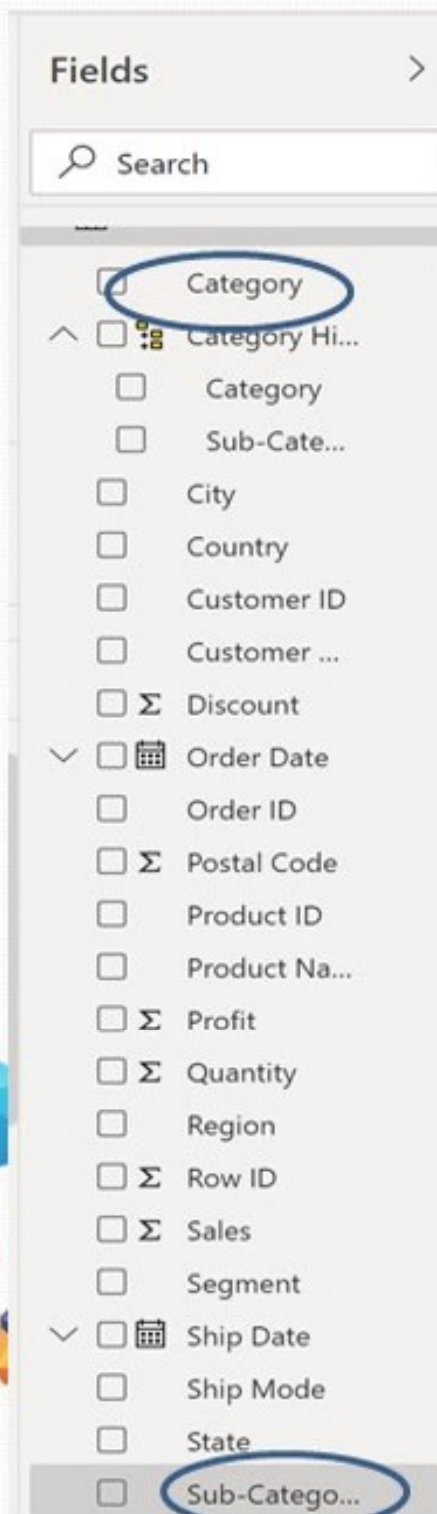 Fields
Search
Category
Category Hi...
Category
Sub-Cate...
City
Country
Customer ID
Customer ...
Σ Discount
Order Date
Order ID
Σ Postal Code
Product ID
Product Na...
Σ Profit
Σ Quantity
Region
Σ Row ID
Σ Sales
Segment
Ship Date
Ship Mode
State
Sub-Catego...